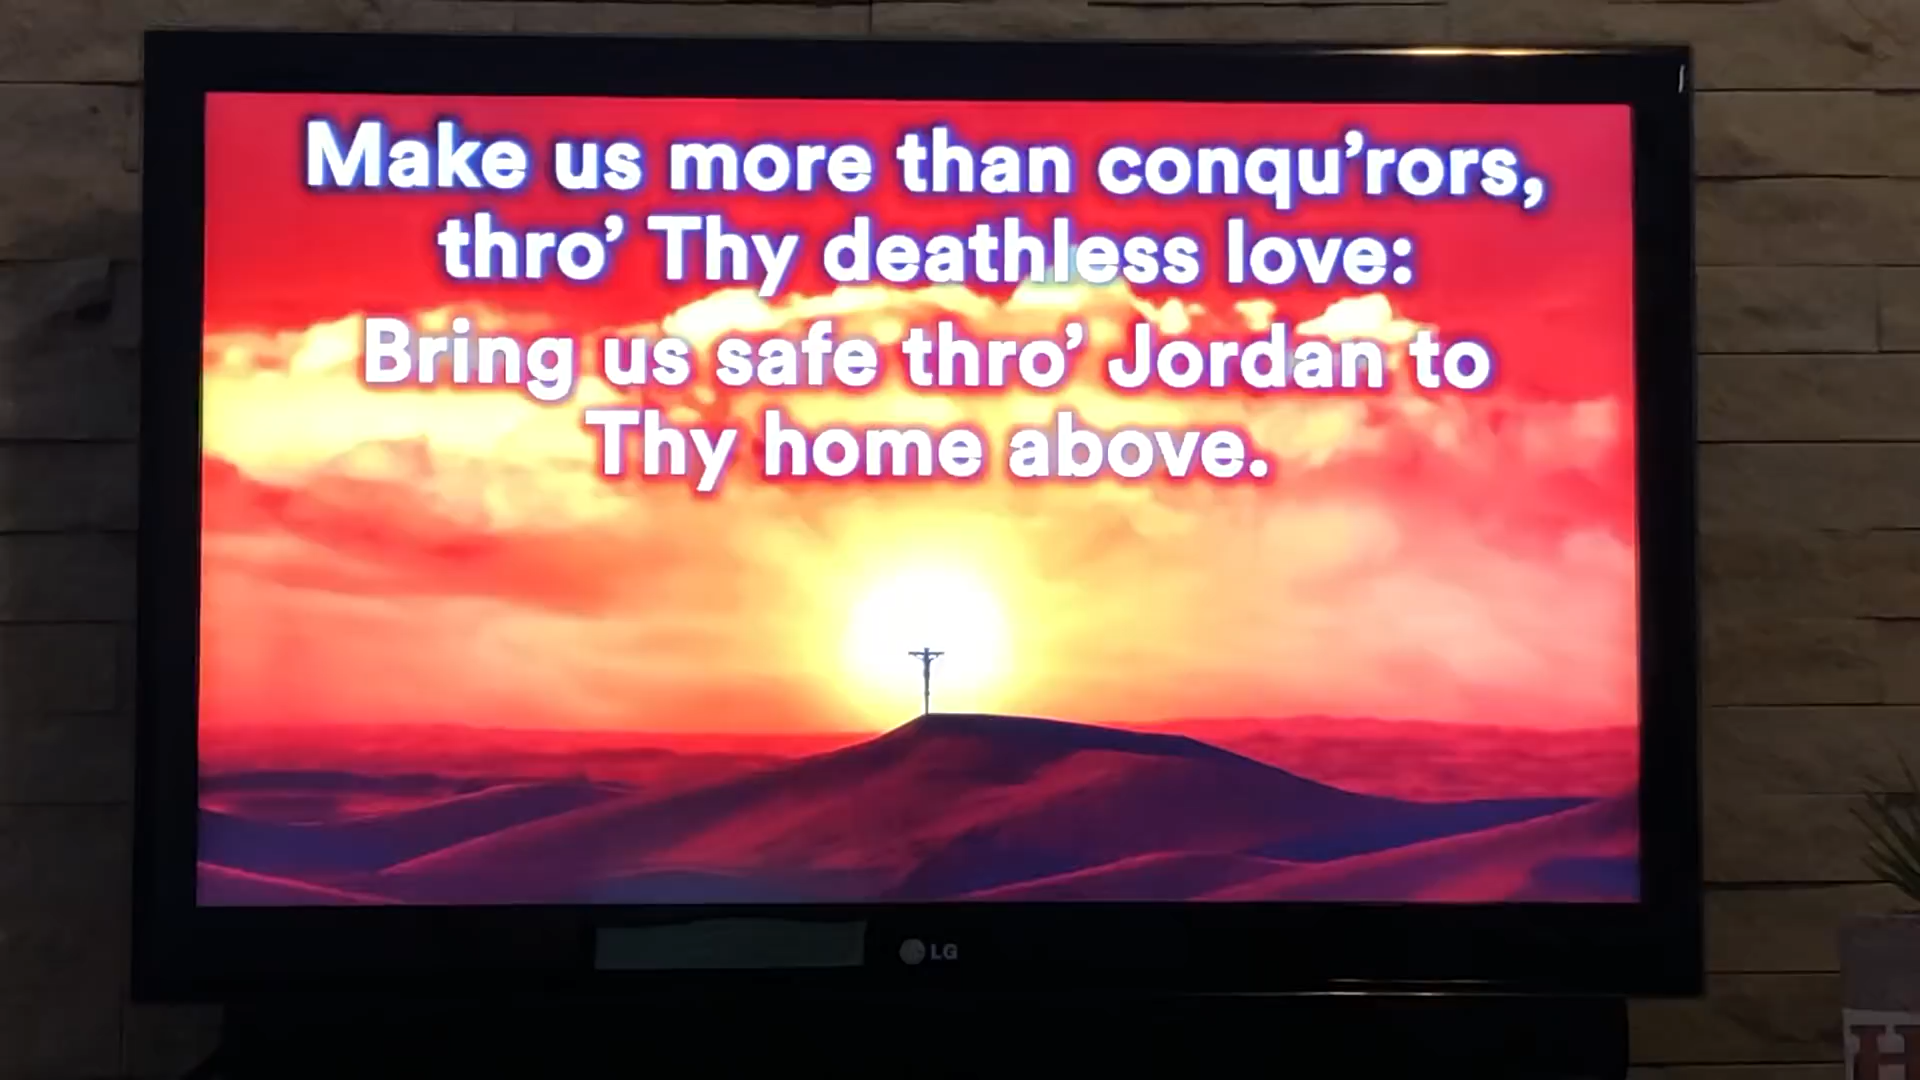 Make us more than conqu’rors,
thro’ Thy deathless love:
Bring us safe thro’ Jordan to
Thy home above.
LG
H